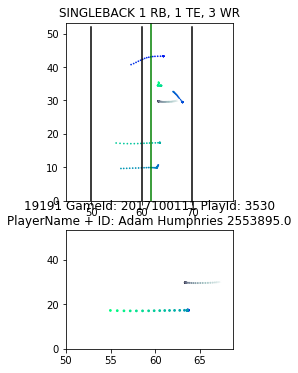 SINGLEBACK 1 RB, 1 TE, 3 WR
50
40
30
20
10
0
50 60 70
19191 GameId: 2017100111 PlayId: 3530
PlayerName + ID: Adam Humphries 2553895.0
40
20
0
50 55 60 65